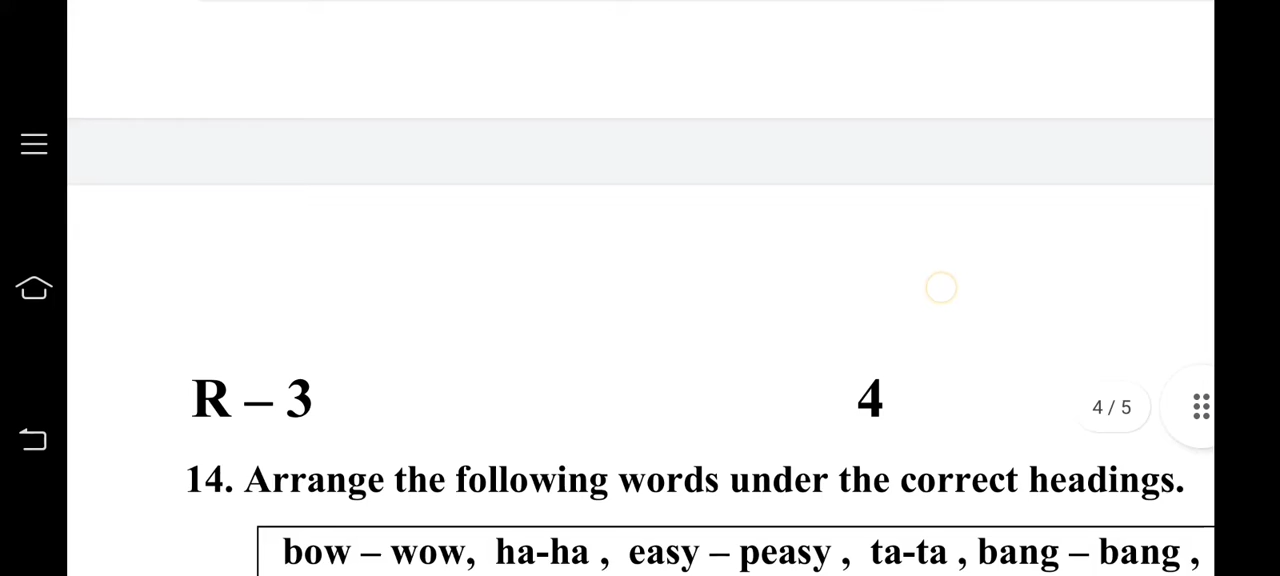 R – 3 4
4 / 5
14. Arrange the following words under the correct headings.
bow – wow, ha-ha , easy – peasy , ta-ta , bang – bang ,